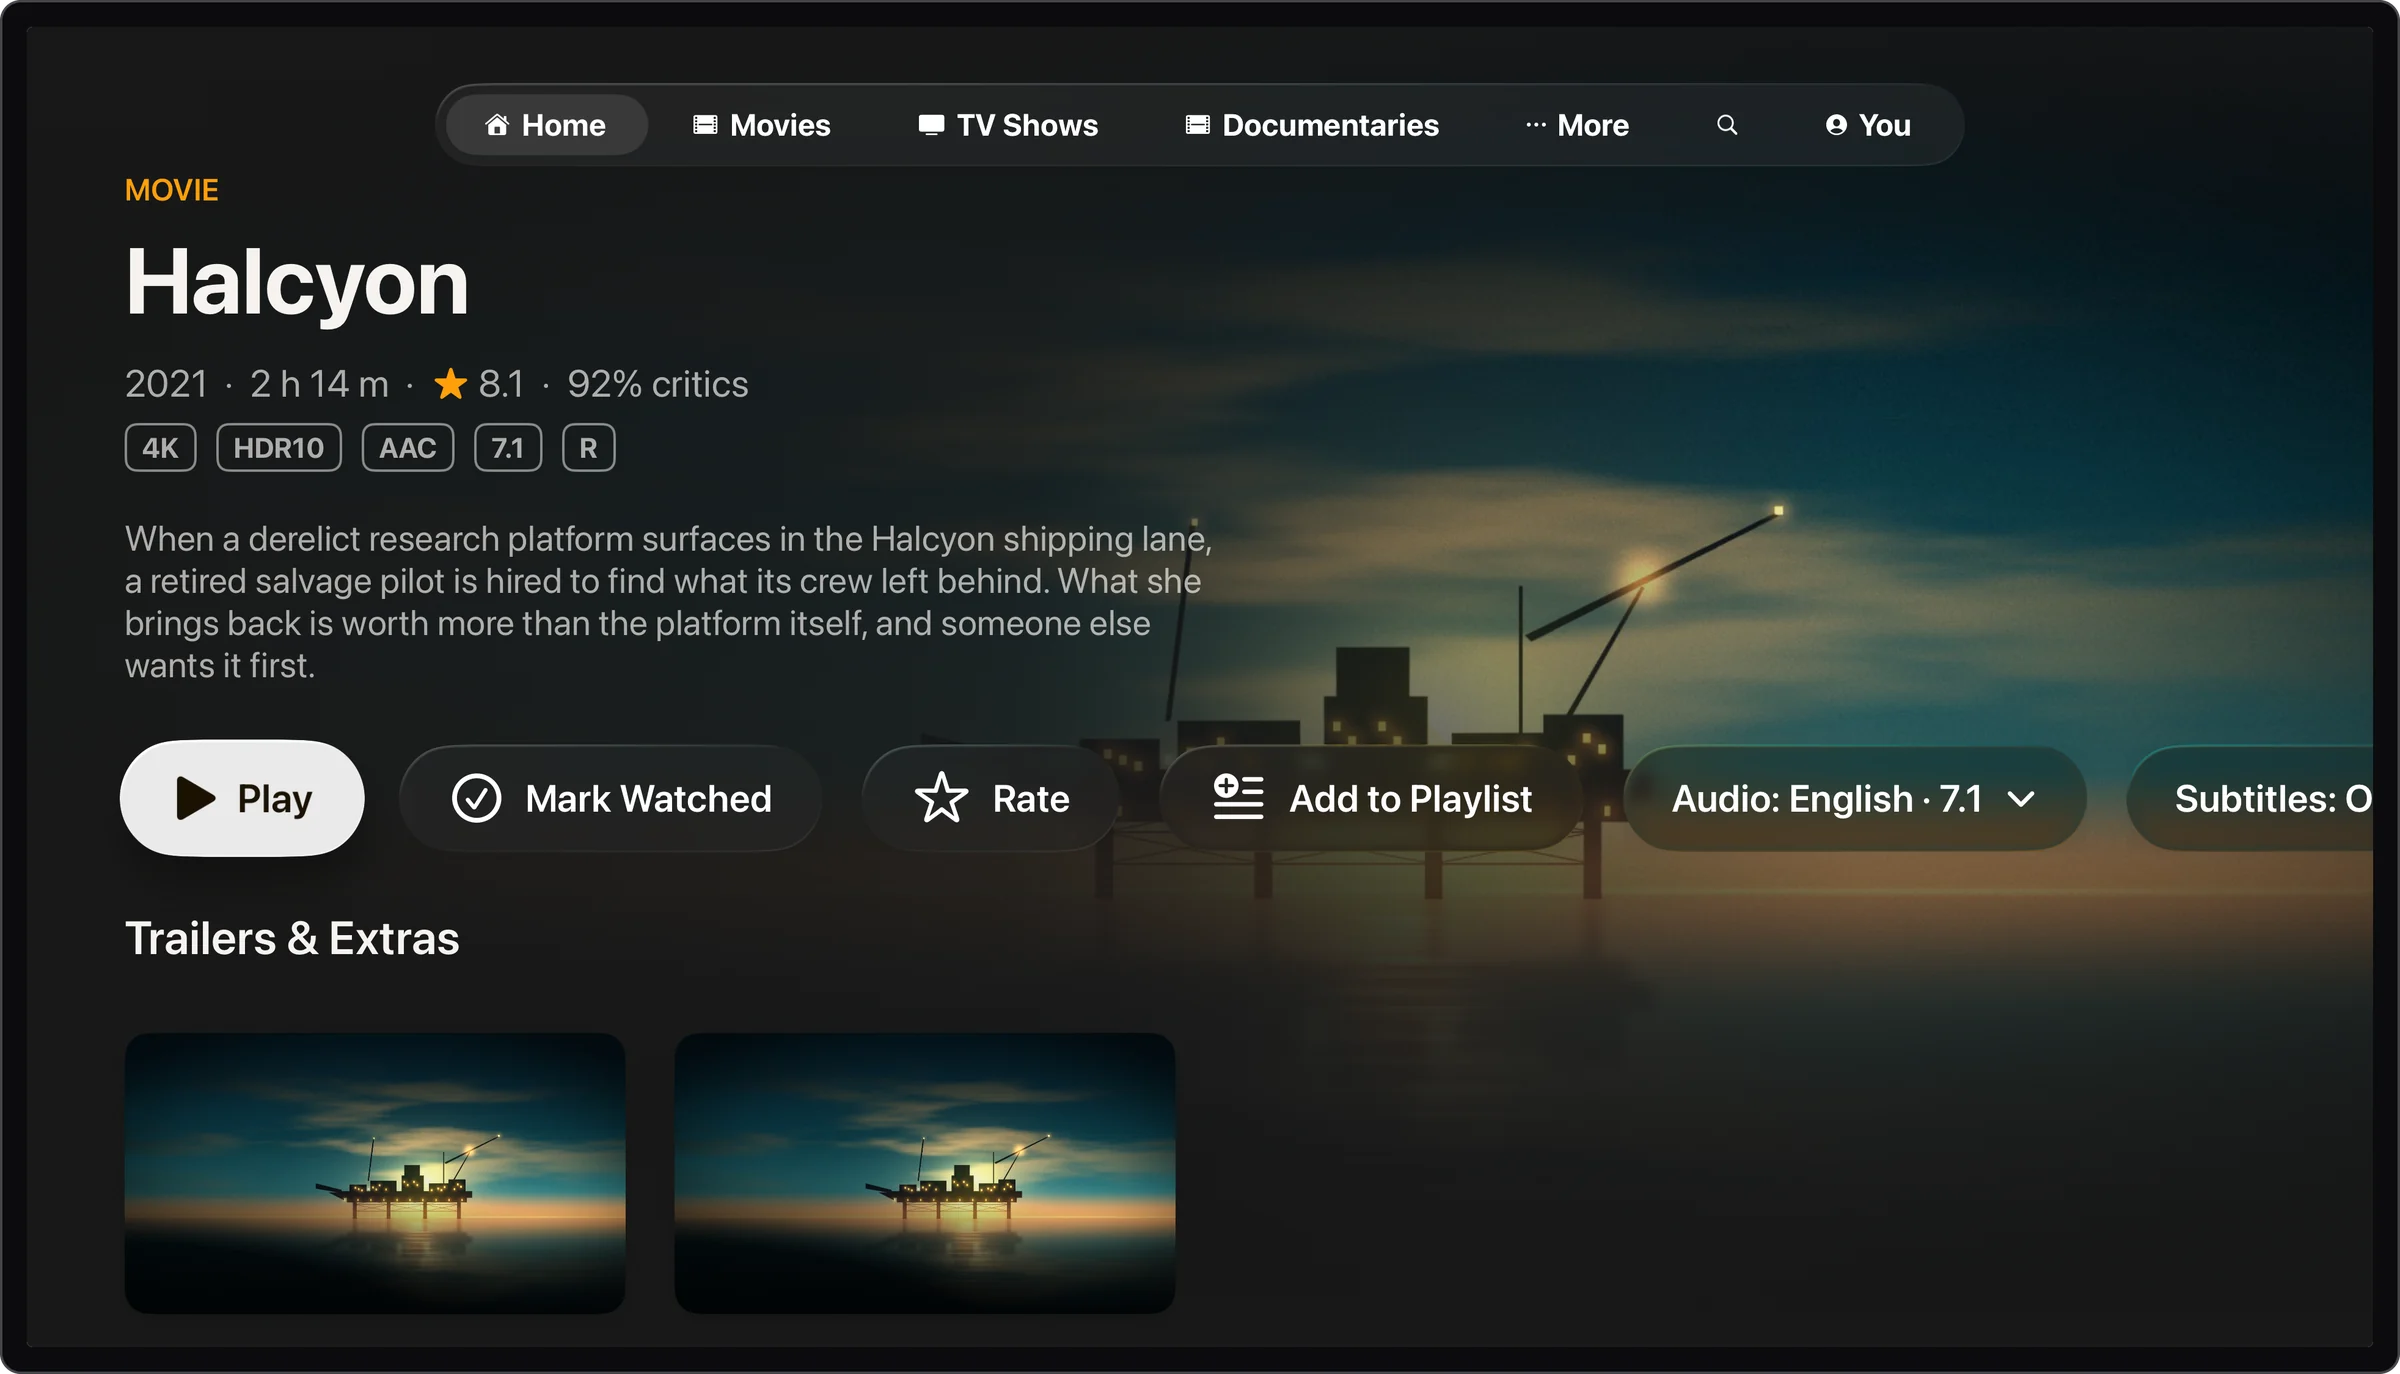 Home Movies TV Shows Documentaries ··· More You
MOVIE
Halcyon
2021 · 2 h 14 m · ★ 8.1 · 92% critics
4K HDR10 AAC 7.1 R
When a derelict research platform surfaces in the Halcyon shipping lane,
a retired salvage pilot is hired to find what its crew left behind. What she
brings back is worth more than the platform itself, and someone else
wants it first.
Play Mark Watched Rate Add to Playlist Audio: English · 7.1 Subtitles: O
Trailers & Extras